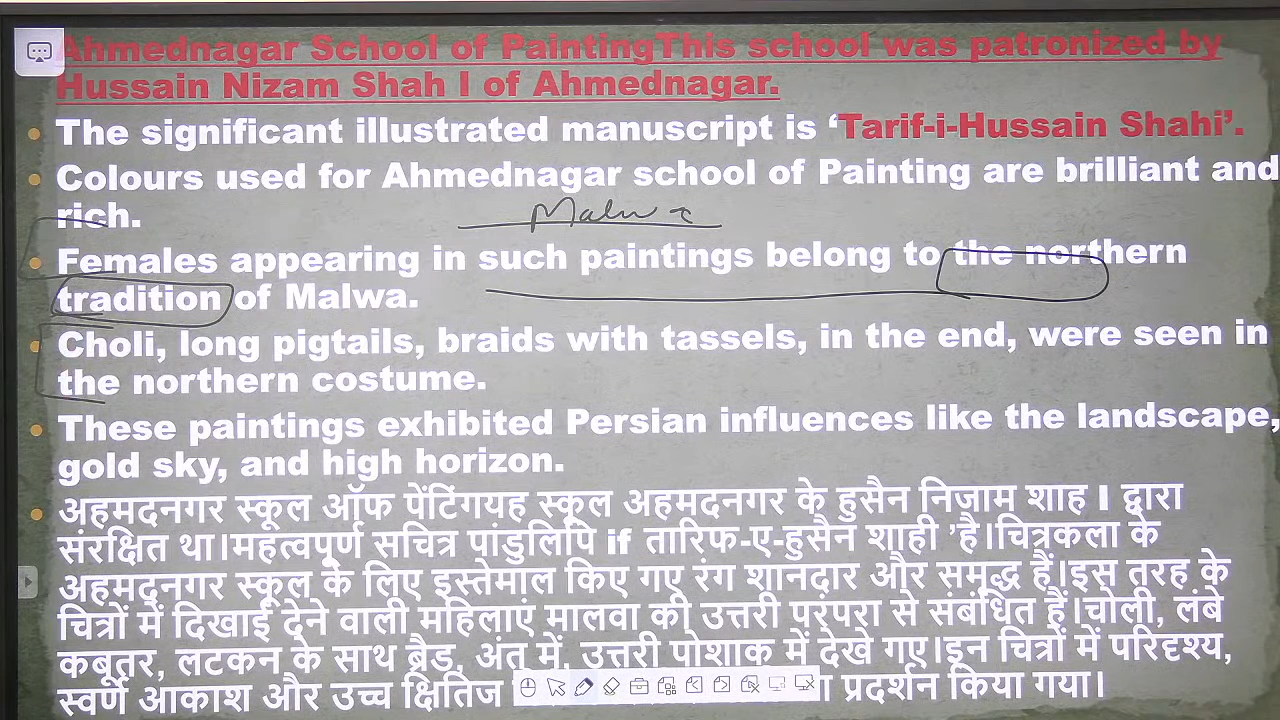 Ahmednagar School of PaintingThis school was patronized by
Hussain Nizam Shah I of Ahmednagar.
The significant illustrated manuscript is ‘Tarif-i-Hussain Shahi’.
Colours used for Ahmednagar school of Painting are brilliant and
rich.
Malwa
Females appearing in such paintings belong to the northern
tradition of Malwa.
Choli, long pigtails, braids with tassels, in the end, were seen in
the northern costume.
These paintings exhibited Persian influences like the landscape,
gold sky, and high horizon.
अहमदनगर स्कूल ऑफ पेंटिंगयह स्कूल अहमदनगर के हुसैन निजाम शाह I द्वारा
संरक्षित था।महत्वपूर्ण सचित्र पांडुलिपि if तारिफ-ए-हुसैन शाही ’है।चित्रकला के
अहमदनगर स्कूल के लिए इस्तेमाल किए गए रंग शानदार और समृद्ध हैं।इस तरह के
चित्रों में दिखाई देने वाली महिलाएं मालवा की उत्तरी परंपरा से संबंधित हैं।चोली, लंबे
कबूतर, लटकन के साथ ब्रैड, अंत में, उत्तरी पोशाक में देखे गए।इन चित्रों में परिदृश्य,
स्वर्ण आकाश और उच्च क्षितिज प्रदर्शन किया गया।